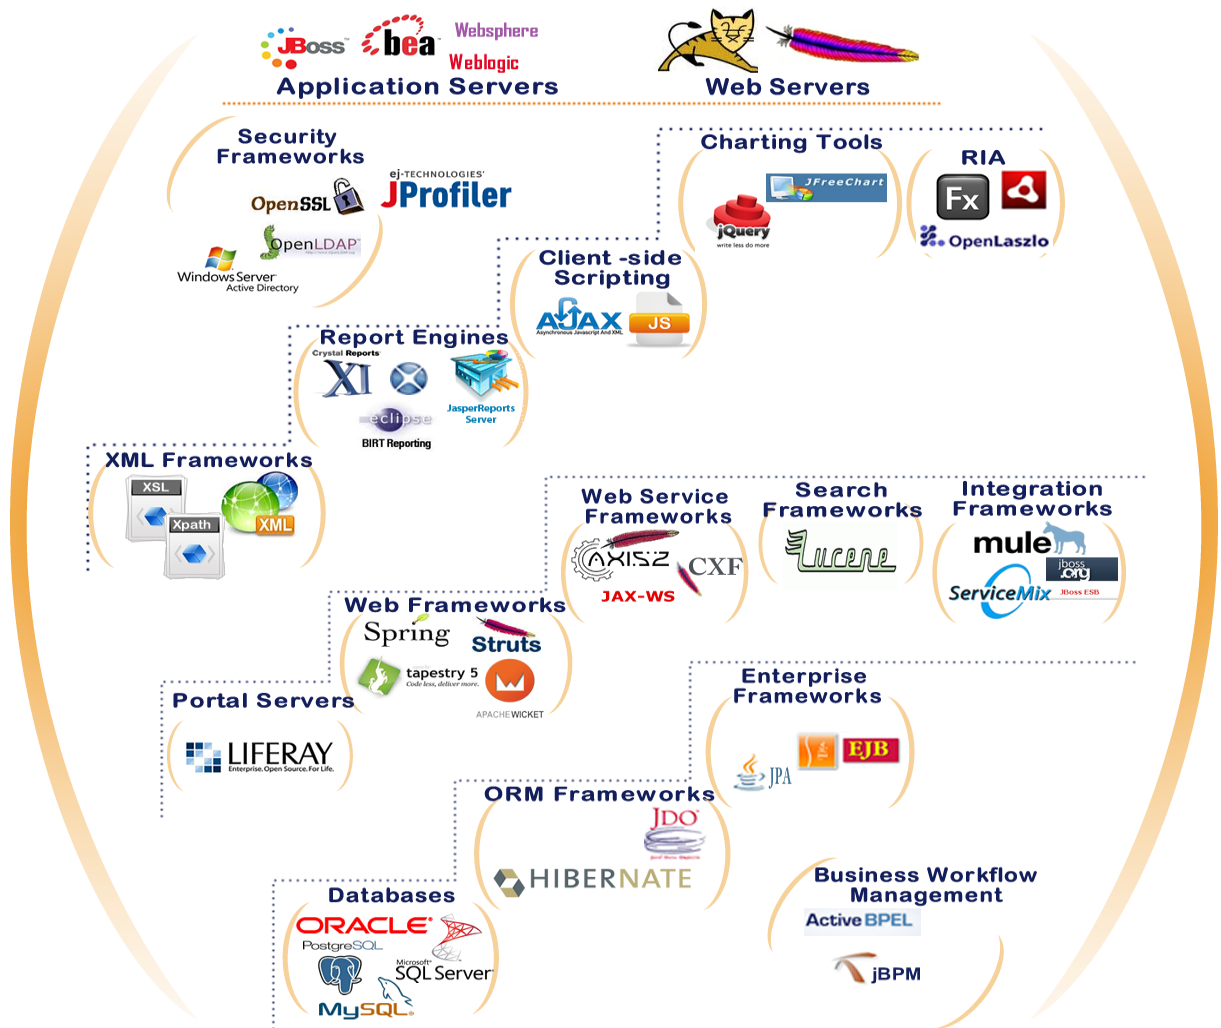 JBoss
bea
Websphere
Weblogic
Application Servers
Web Servers
Security
Frameworks
OpenSSL
ej-TECHNOLOGIES'
JProfiler
OpenLDAP
Windows Server
Active Directory
Charting Tools
JFreeChart
jQuery
write less do more
RIA
Fx
OpenLaszlo
Client -side
Scripting
AJAX
Asynchronous Javascript And XML
JS
Report Engines
Crystal Reports
XI
eclipse
BIRT Reporting
JasperReports
Server
XML Frameworks
XSL
Xpath
XML
Web Service
Frameworks
AXIS2
CXF
JAX-WS
Search
Frameworks
Lucene
Integration
Frameworks
mule
jboss
.org
ServiceMix
JBoss ESB
Web Frameworks
Spring
Struts
tapestry 5
Code less, deliver more.
APACHE WICKET
Portal Servers
LIFERAY
Enterprise. Open Source. For Life.
Enterprise
Frameworks
EJB
JPA
ORM Frameworks
JDO
HIBERNATE
Databases
ORACLE
PostgreSQL
Microsoft
SQL Server
MySQL
Business Workflow
Management
ActiveBPEL
jBPM